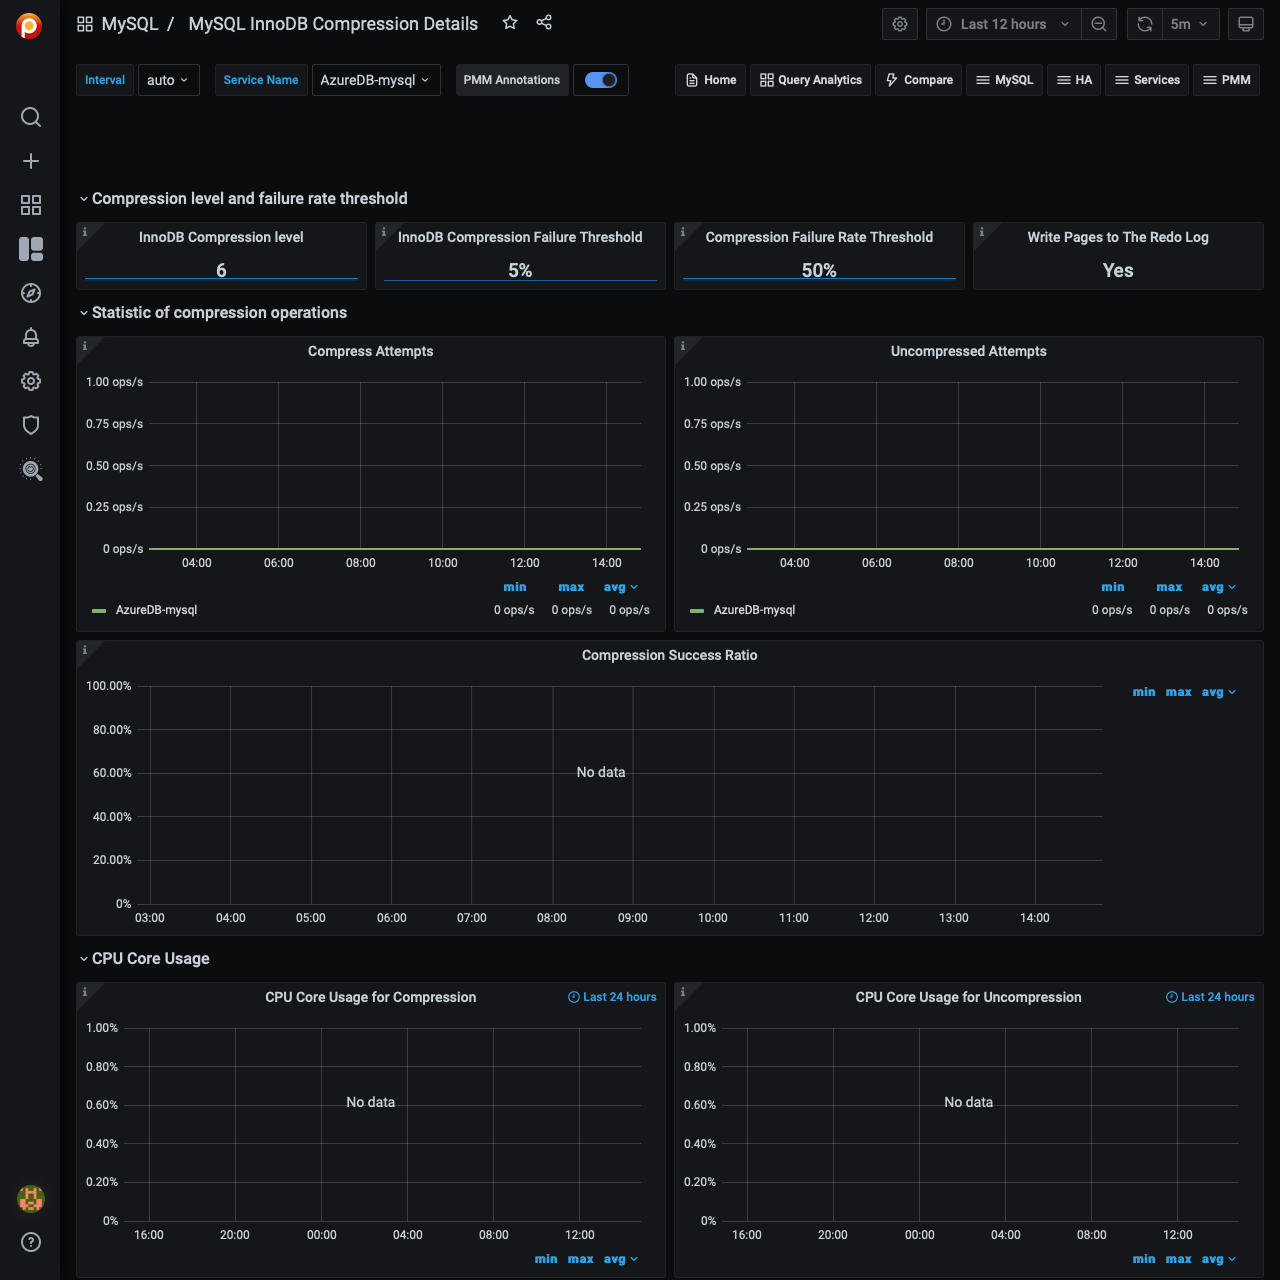 MySQL / MySQL InnoDB Compression Details
Last 12 hours
5m
Interval auto Service Name AzureDB-mysql PMM Annotations
Home Query Analytics Compare MySQL HA Services PMM
Compression level and failure rate threshold
InnoDB Compression level
6
InnoDB Compression Failure Threshold
5%
Compression Failure Rate Threshold
50%
Write Pages to The Redo Log
Yes
Statistic of compression operations
Compress Attempts
1.00 ops/s
0.75 ops/s
0.50 ops/s
0.25 ops/s
0 ops/s
04:00 06:00 08:00 10:00 12:00 14:00
min max avg
AzureDB-mysql 0 ops/s 0 ops/s 0 ops/s
Uncompressed Attempts
1.00 ops/s
0.75 ops/s
0.50 ops/s
0.25 ops/s
0 ops/s
04:00 06:00 08:00 10:00 12:00 14:00
min max avg
AzureDB-mysql 0 ops/s 0 ops/s 0 ops/s
Compression Success Ratio
100.00%
80.00%
60.00%
40.00%
20.00%
0%
No data
03:00 04:00 05:00 06:00 07:00 08:00 09:00 10:00 11:00 12:00 13:00 14:00
min max avg
CPU Core Usage
CPU Core Usage for Compression
Last 24 hours
1.00%
0.80%
0.60%
0.40%
0.20%
0%
No data
16:00 20:00 00:00 04:00 08:00 12:00
min max avg
CPU Core Usage for Uncompression
Last 24 hours
1.00%
0.80%
0.60%
0.40%
0.20%
0%
No data
16:00 20:00 00:00 04:00 08:00 12:00
min max avg